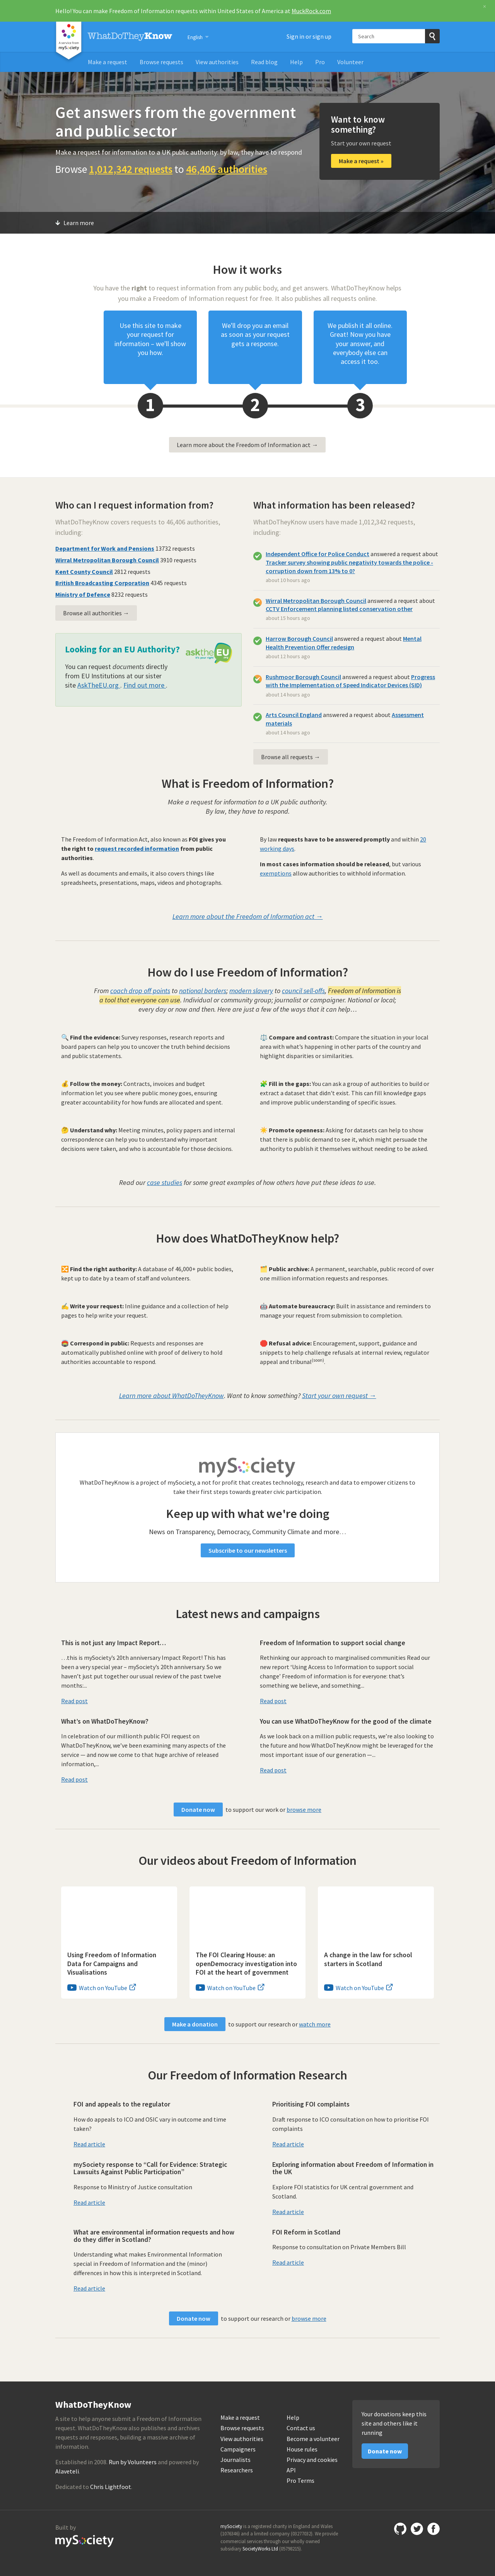 Hello! You can make Freedom of Information requests within United States of America at MuckRock.com
WhatDoTheyKnow
English
Sign in or sign up
Search
mySociety
Make a request
Browse requests
View authorities
Read blog
Help
Pro
Volunteer
Get answers from the government
and public sector
Make a request for information to a UK public authority: by law, they have to respond
Browse 1,012,342 requests to 46,406 authorities
Want to know
something?
Start your own request
Make a request »
Learn more
How it works
You have the right to request information from any public body, and get answers. WhatDoTheyKnow helps
you make a Freedom of Information request for free. It also publishes all requests online.
Use this site to make
your request for
information – we'll show
you how.
We'll drop you an email
as soon as your request
gets a response.
We publish it all online.
Great! Now you have
your answer, and
everybody else can
access it too.
1
2
3
Learn more about the Freedom of Information act →
Who can I request information from?
WhatDoTheyKnow covers requests to 46,406 authorities,
including:
Department for Work and Pensions 13732 requests
Wirral Metropolitan Borough Council 3910 requests
Kent County Council 2812 requests
British Broadcasting Corporation 4345 requests
Ministry of Defence 8232 requests
Browse all authorities →
Looking for an EU Authority?
You can request documents directly
from EU Institutions at our sister
site AskTheEU.org . Find out more .
asktheEU
What information has been released?
WhatDoTheyKnow users have made 1,012,342 requests,
including:
Independent Office for Police Conduct answered a request about
Tracker survey showing public negativity towards the police -
corruption down from 13% to 0?
about 10 hours ago
Wirral Metropolitan Borough Council answered a request about
CCTV Enforcement planning listed conservation other
about 15 hours ago
Harrow Borough Council answered a request about Mental
Health Prevention Offer redesign
about 12 hours ago
Rushmoor Borough Council answered a request about Progress
with the Implementation of Speed Indicator Devices (SID)
about 14 hours ago
Arts Council England answered a request about Assessment
materials
about 14 hours ago
Browse all requests →
What is Freedom of Information?
Make a request for information to a UK public authority.
By law, they have to respond.
The Freedom of Information Act, also known as FOI gives you
the right to request recorded information from public
authorities.
As well as documents and emails, it also covers things like
spreadsheets, presentations, maps, videos and photographs.
By law requests have to be answered promptly and within 20
working days.
In most cases information should be released, but various
exemptions allow authorities to withhold information.
Learn more about the Freedom of Information act →
How do I use Freedom of Information?
From coach drop off points to national borders; modern slavery to council sell-offs, Freedom of Information is
a tool that everyone can use. Individual or community group; journalist or campaigner. National or local;
every day or now and then. Here are just a few of the ways that it can help…
🔍 Find the evidence: Survey responses, research reports and
board papers can help you to uncover the truth behind decisions
and public statements.
⚖️ Compare and contrast: Compare the situation in your local
area with what's happening in other parts of the country and
highlight disparities or similarities.
💰 Follow the money: Contracts, invoices and budget
information let you see where public money goes, ensuring
greater accountability for how funds are allocated and spent.
🧩 Fill in the gaps: You can ask a group of authorities to build or
extract a dataset that didn't exist. This can fill knowledge gaps
and improve public understanding of specific issues.
🤔 Understand why: Meeting minutes, policy papers and internal
correspondence can help you to understand why important
decisions were taken, and who is accountable for those decisions.
☀️ Promote openness: Asking for datasets can help to show
that there is public demand to see it, which might persuade the
authority to publish it themselves without needing to be asked.
Read our case studies for some great examples of how others have put these ideas to use.
How does WhatDoTheyKnow help?
🔀 Find the right authority: A database of 46,000+ public bodies,
kept up to date by a team of staff and volunteers.
🗂️ Public archive: A permanent, searchable, public record of over
one million information requests and responses.
✍️ Write your request: Inline guidance and a collection of help
pages to help write your request.
🤖 Automate bureaucracy: Built in assistance and reminders to
manage your request from submission to completion.
Correspond in public: Requests and responses are
automatically published online with proof of delivery to hold
authorities accountable to respond.
🛑 Refusal advice: Encouragement, support, guidance and
snippets to help challenge refusals at internal review, regulator
appeal and tribunal(soon).
Learn more about WhatDoTheyKnow. Want to know something? Start your own request →
mySociety
WhatDoTheyKnow is a project of mySociety, a not for profit that creates technology, research and data to empower citizens to
take their first steps towards greater civic participation.
Keep up with what we're doing
News on Transparency, Democracy, Community Climate and more…
Subscribe to our newsletters
Latest news and campaigns
This is not just any Impact Report…
…this is mySociety's 20th anniversary Impact Report! This has
been a very special year – mySociety's 20th anniversary. So we
haven't just put together our usual review of the past twelve
months:...
Read post
Freedom of Information to support social change
Rethinking our approach to marginalised communities Read our
new report 'Using Access to Information to support social
change' Freedom of Information is for everyone: that's
something we believe, and something...
Read post
What's on WhatDoTheyKnow?
In celebration of our millionth public FOI request on
WhatDoTheyKnow, we've been examining many aspects of the
service — and now we come to that huge archive of released
information,...
Read post
You can use WhatDoTheyKnow for the good of the climate
As we look back on a million public requests, we're also looking to
the future and how WhatDoTheyKnow might be leveraged for the
most important issue of our generation —...
Read post
Donate now to support our work or browse more
Our videos about Freedom of Information
Using Freedom of Information
Data for Campaigns and
Visualisations
Watch on YouTube
The FOI Clearing House: an
openDemocracy investigation into
FOI at the heart of government
Watch on YouTube
A change in the law for school
starters in Scotland
Watch on YouTube
Make a donation to support our research or watch more
Our Freedom of Information Research
FOI and appeals to the regulator
How do appeals to ICO and OSIC vary in outcome and time
taken?
Read article
Prioritising FOI complaints
Draft response to ICO consultation on how to prioritise FOI
complaints
Read article
mySociety response to “Call for Evidence: Strategic
Lawsuits Against Public Participation”
Response to Ministry of Justice consultation
Read article
Exploring information about Freedom of Information in
the UK
Explore FOI statistics for UK central government and
Scotland.
Read article
What are environmental information requests and how
do they differ in Scotland?
Understanding what makes Environmental Information
special in Freedom of Information and the (minor)
differences in how this is interpreted in Scotland.
Read article
FOI Reform in Scotland
Response to consultation on Private Members Bill
Read article
Donate now to support our research or browse more
WhatDoTheyKnow
A site to help anyone submit a Freedom of Information
request. WhatDoTheyKnow also publishes and archives
requests and responses, building a massive archive of
information.
Established in 2008. Run by Volunteers and powered by
Alaveteli.
Dedicated to Chris Lightfoot.
Make a request
Browse requests
View authorities
Campaigners
Journalists
Researchers
Help
Contact us
Become a volunteer
House rules
Privacy and cookies
API
Pro Terms
Your donations keep this
site and others like it
running
Donate now
Built by
mySociety
mySociety is a registered charity in England and Wales
(1076346) and a limited company (03277032). We provide
commercial services through our wholly owned
subsidiary SocietyWorks Ltd (05798215).